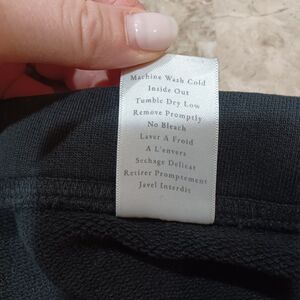 Machine Wash Cold
Inside Out
Tumble Dry Low
Remove Promptly
No Bleach
Laver A Froid
A L'envers
Sechage Delicat
Retirer Promptement
Javel Interdit